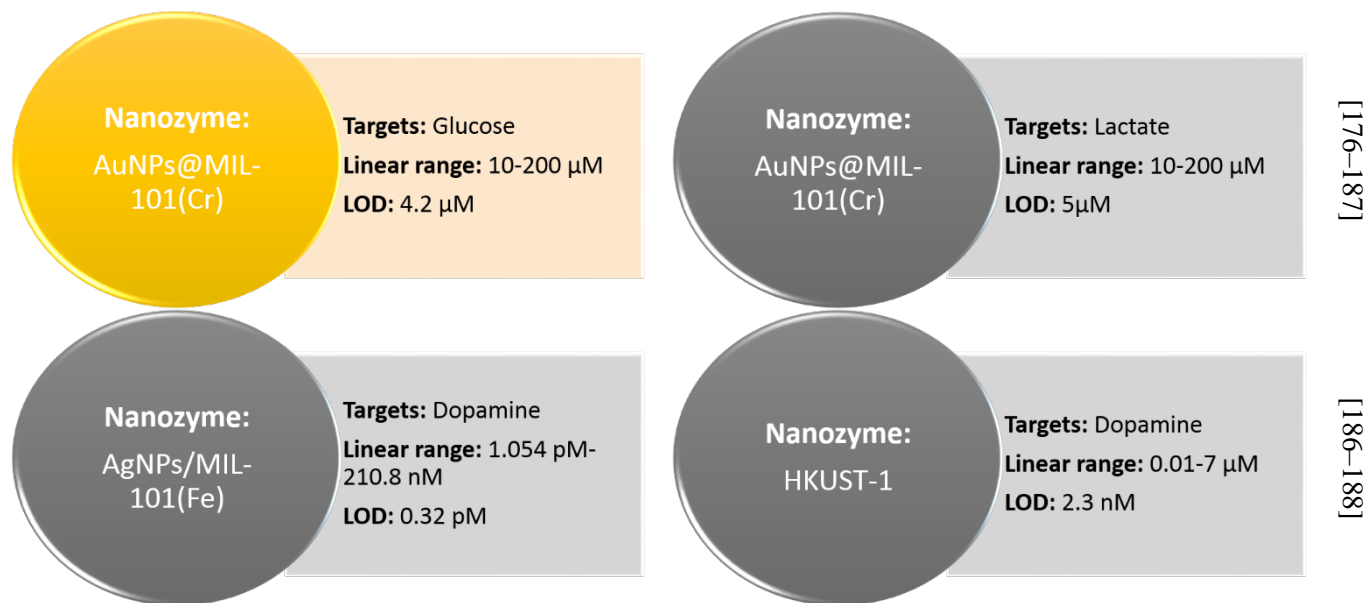 Nanozyme:
AuNPs@MIL-
101(Cr)
Targets: Glucose
Linear range: 10-200 µM
LOD: 4.2 µM
Nanozyme:
AuNPs@MIL-
101(Cr)
Targets: Lactate
Linear range: 10-200 µM
LOD: 5µM
[176–187]
Nanozyme:
AgNPs/MIL-
101(Fe)
Targets: Dopamine
Linear range: 1.054 pM-
210.8 nM
LOD: 0.32 pM
Nanozyme:
HKUST-1
Targets: Dopamine
Linear range: 0.01-7 µM
LOD: 2.3 nM
[186–188]